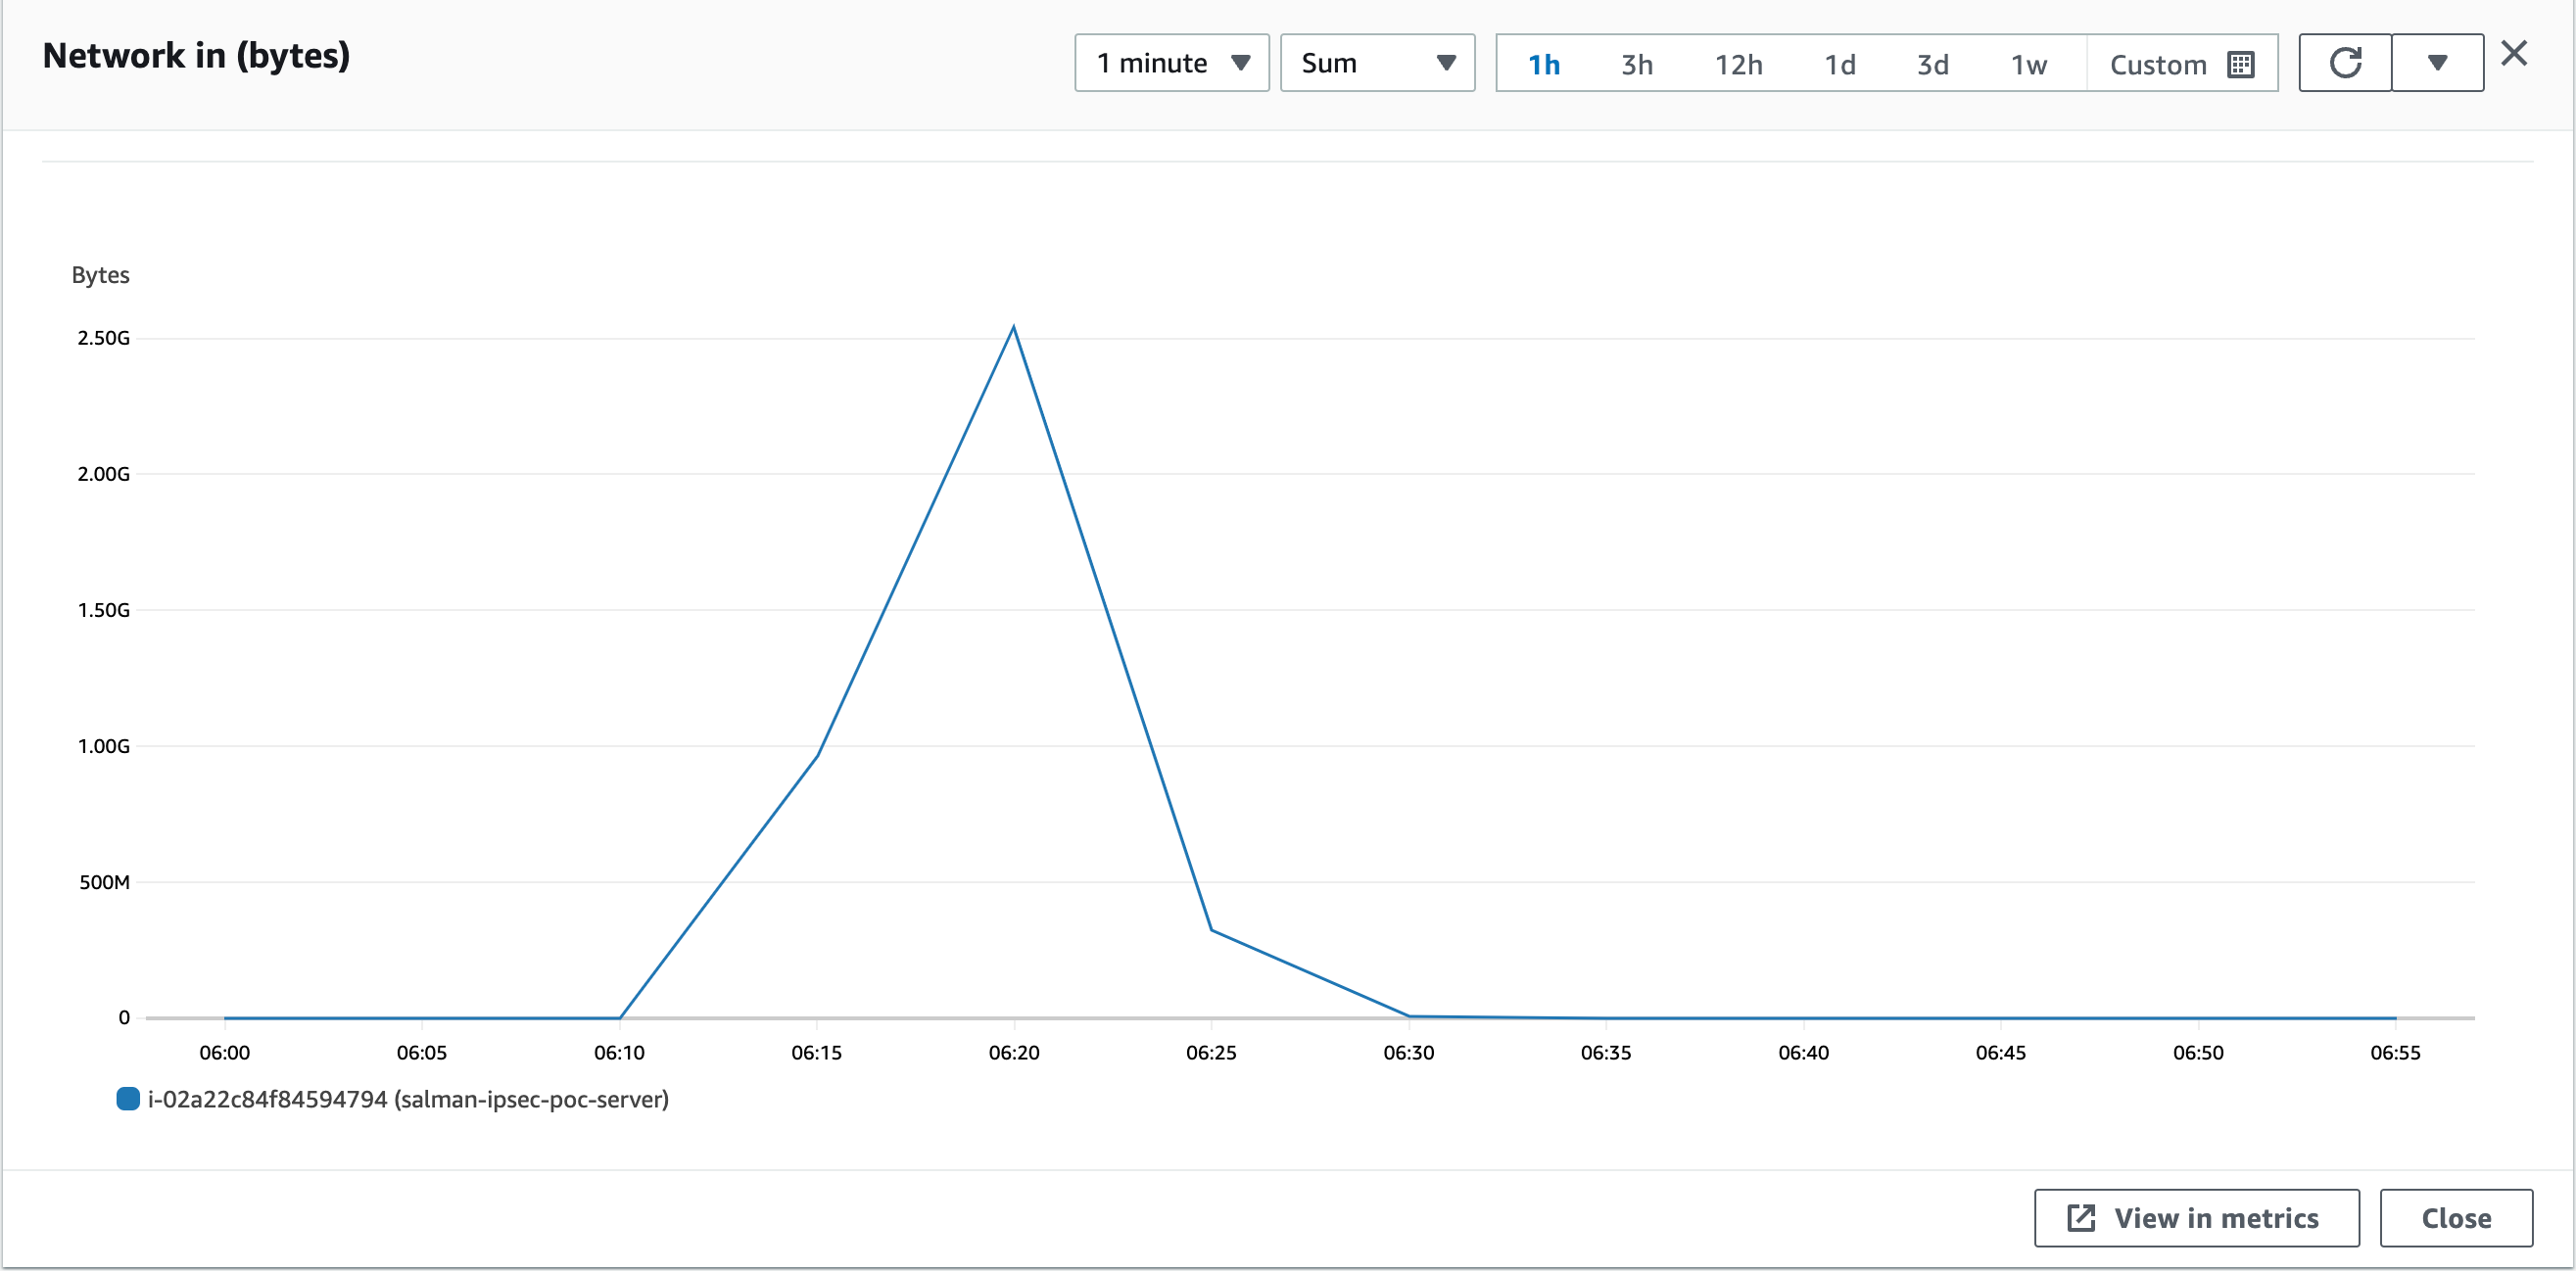 Network in (bytes)
1 minute
Sum
1h 3h 12h 1d 3d 1w Custom
Bytes
2.50G
2.00G
1.50G
1.00G
500M
0
06:00 06:05 06:10 06:15 06:20 06:25 06:30 06:35 06:40 06:45 06:50 06:55
i-02a22c84f84594794 (salman-ipsec-poc-server)
View in metrics
Close